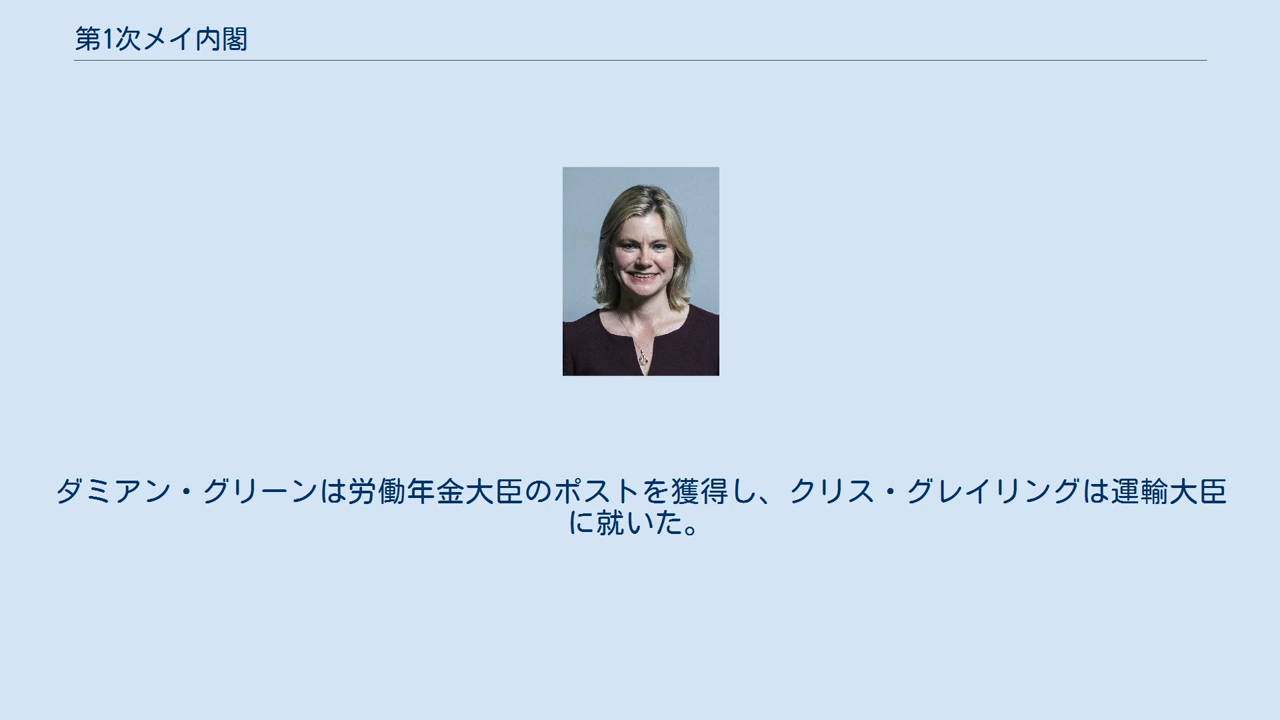 第1次メイ内閣
ダミアン・グリーンは労働年金大臣のポストを獲得し、クリス・グレイリングは運輸大臣
に就いた。